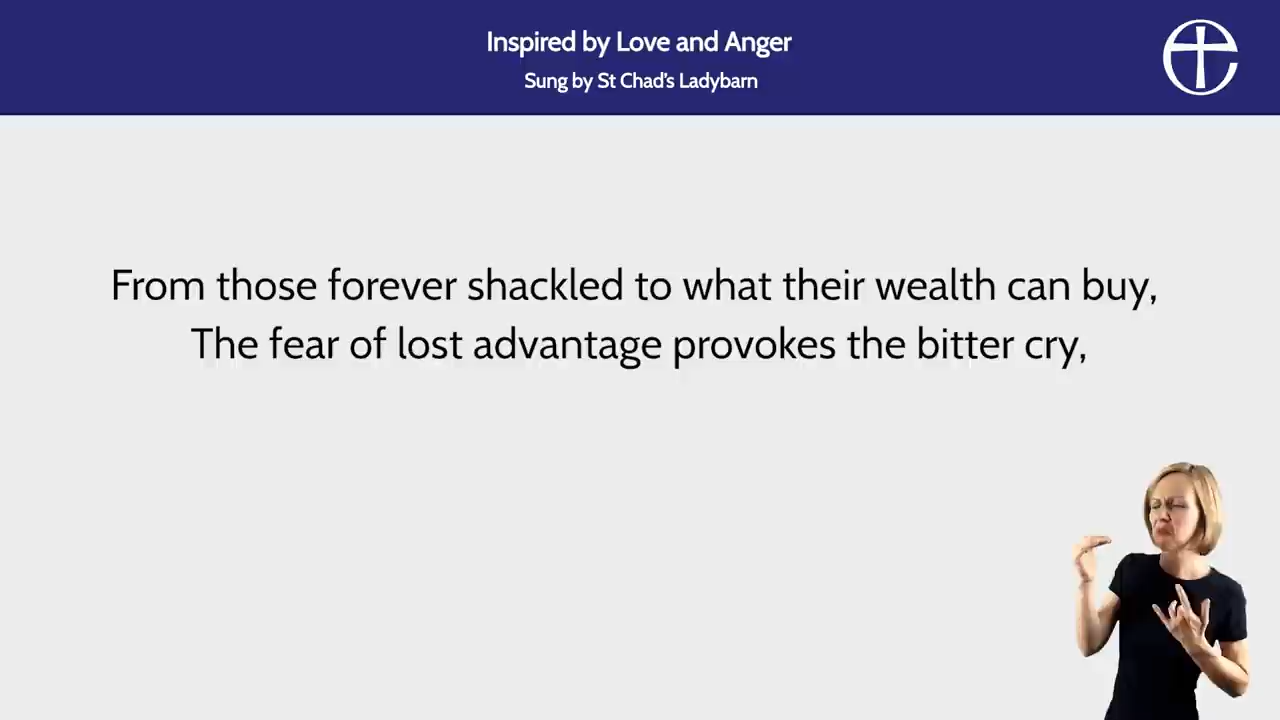 Inspired by Love and Anger
Sung by St Chad's Ladybarn
From those forever shackled to what their wealth can buy,
The fear of lost advantage provokes the bitter cry,